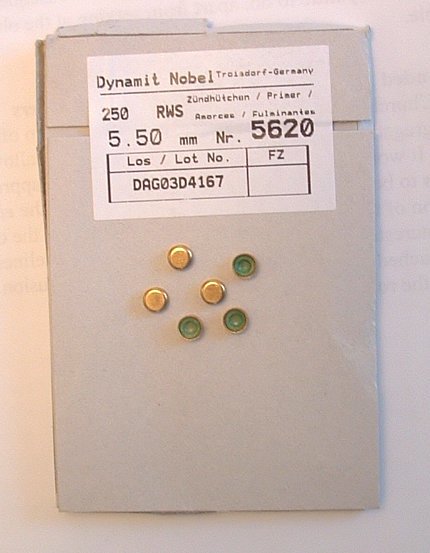 Dynamit Nobel Troisdorf-Germany
Zündhütchen / Primer /
250 RWS Amorces / Fulminantes
5.50 mm Nr. 5620
Los / Lot No. FZ
DAG03D4167